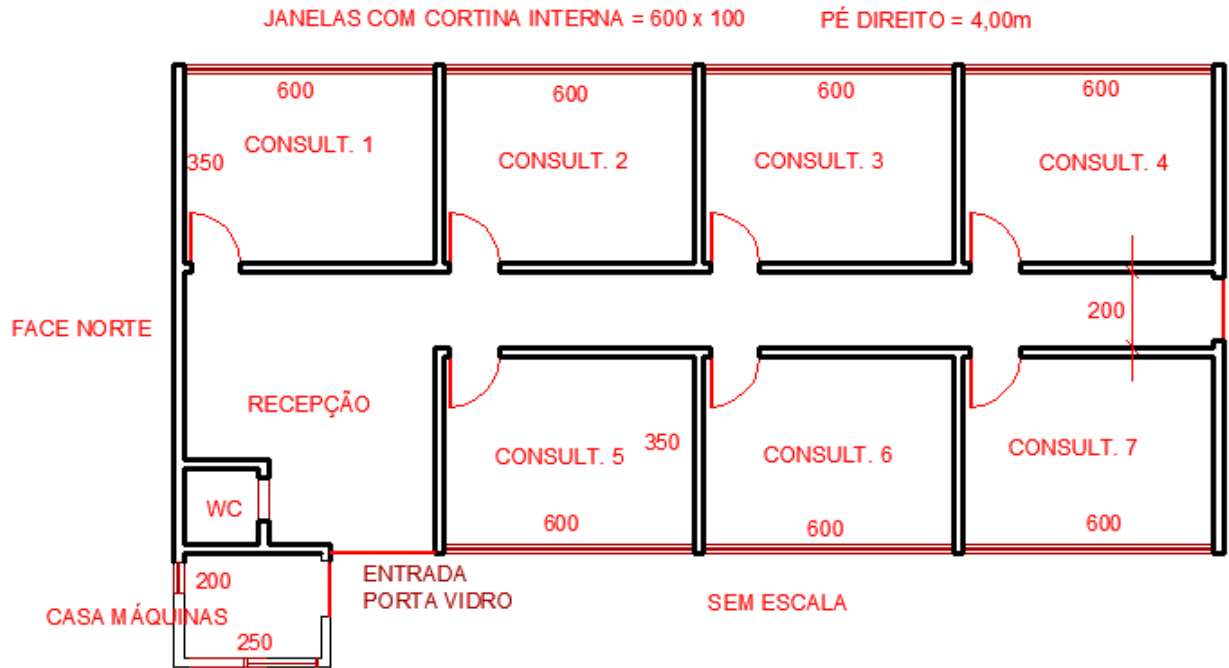 JANELAS COM CORTINA INTERNA = 600 x 100
PÉ DIREITO = 4,00m
600
600
600
600
CONSULT. 1
CONSULT. 2
CONSULT. 3
CONSULT. 4
350
200
FACE NORTE
RECEPÇÃO
350
CONSULT. 5
CONSULT. 6
CONSULT. 7
WC
600
600
600
ENTRADA
PORTA VIDRO
200
CASA MÁQUINAS
250
SEM ESCALA